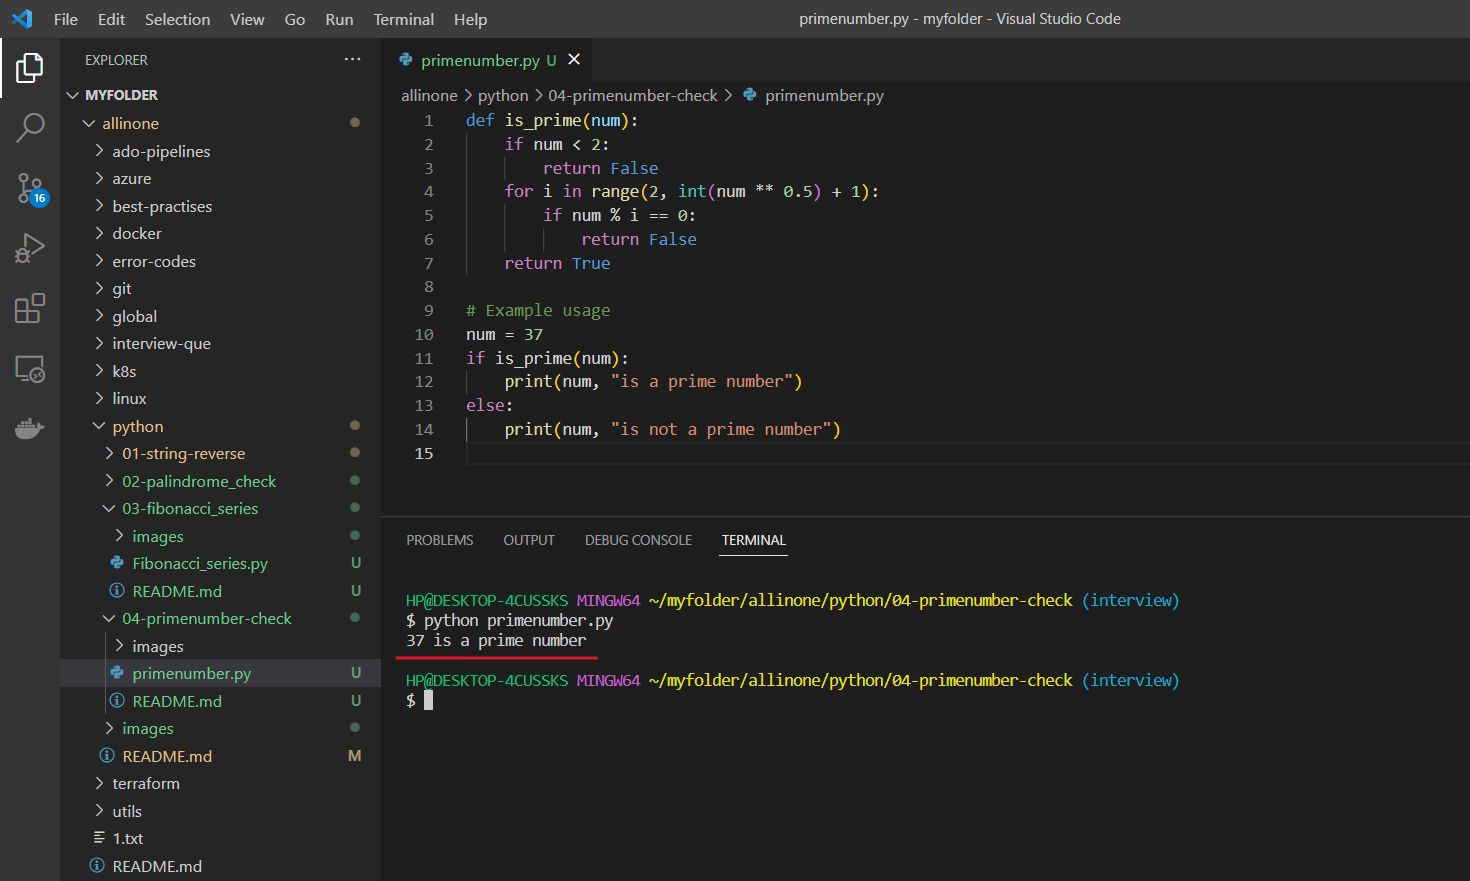 File Edit Selection View Go Run Terminal Help
primenumber.py - myfolder - Visual Studio Code
EXPLORER
MYFOLDER
allinone
ado-pipelines
azure
best-practises
docker
error-codes
git
global
interview-que
k8s
linux
python
01-string-reverse
02-palindrome_check
03-fibonacci_series
images
Fibonacci_series.py U
README.md U
04-primenumber-check
images
primenumber.py U
README.md U
images
README.md M
terraform
utils
1.txt
README.md
16
primenumber.py U
allinone > python > 04-primenumber-check > primenumber.py
1 def is_prime(num):
2     if num < 2:
3         return False
4     for i in range(2, int(num ** 0.5) + 1):
5         if num % i == 0:
6             return False
7     return True
8
9 # Example usage
10 num = 37
11 if is_prime(num):
12     print(num, "is a prime number")
13 else:
14     print(num, "is not a prime number")
15
PROBLEMS OUTPUT DEBUG CONSOLE TERMINAL
HP@DESKTOP-4CUSSKS MINGW64 ~/myfolder/allinone/python/04-primenumber-check (interview)
$ python primenumber.py
37 is a prime number
HP@DESKTOP-4CUSSKS MINGW64 ~/myfolder/allinone/python/04-primenumber-check (interview)
$